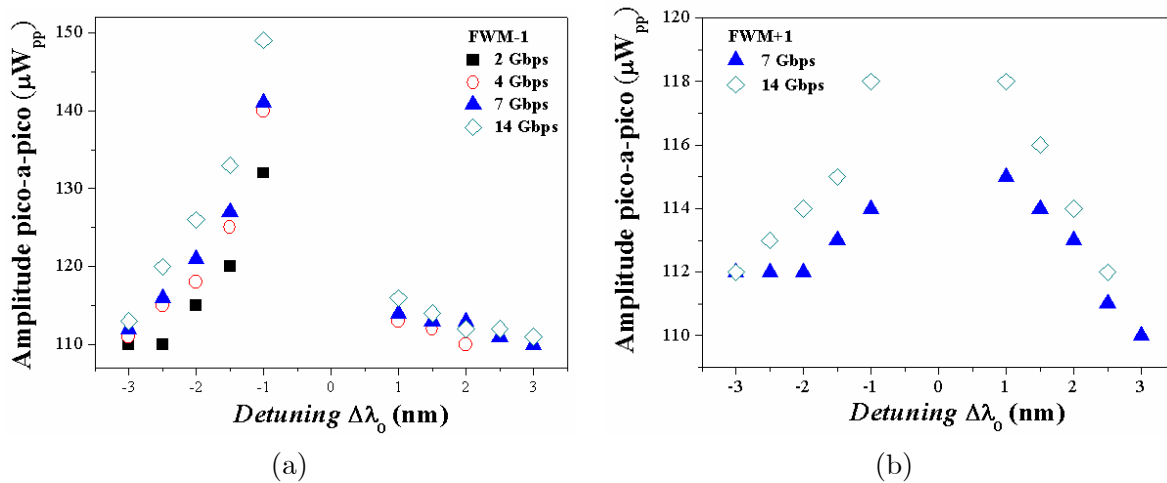 150
140
130
120
110
Amplitude pico-a-pico (μW_pp)
FWM-1
2 Gbps
4 Gbps
7 Gbps
14 Gbps
-3 -2 -1 0 1 2 3
Detuning Δλ_o (nm)
(a)
120
118
116
114
112
110
Amplitude pico-a-pico (μW_pp)
FWM+1
7 Gbps
14 Gbps
-3 -2 -1 0 1 2 3
Detuning Δλ_o (nm)
(b)